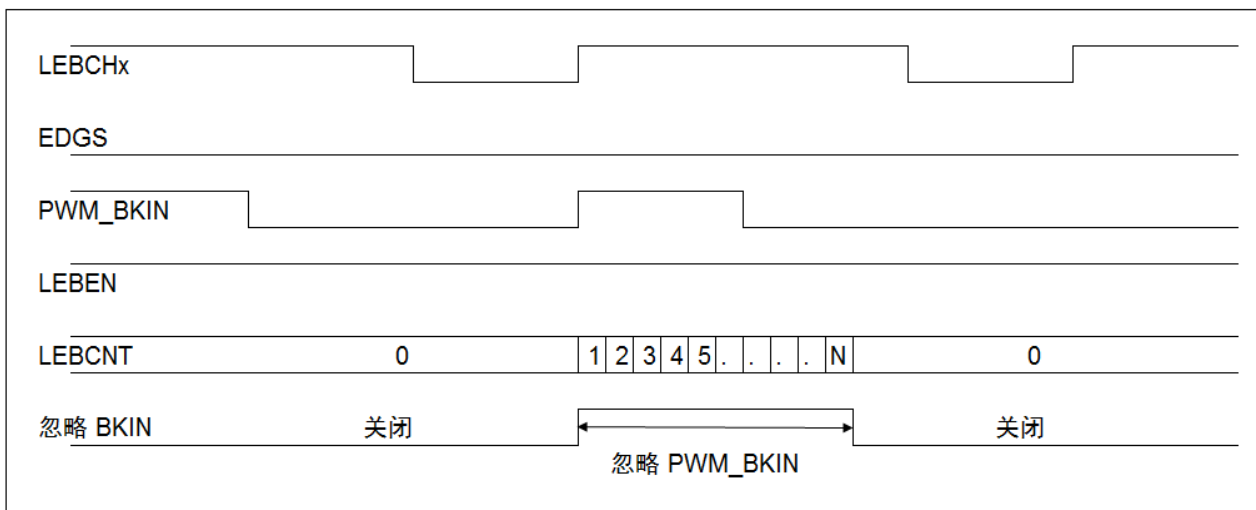 LEBCHx
EDGS
PWM_BKIN
LEBEN
LEBCNT 0 1 2 3 4 5 . . . . N 0
忽略 BKIN 关闭 关闭
忽略 PWM_BKIN